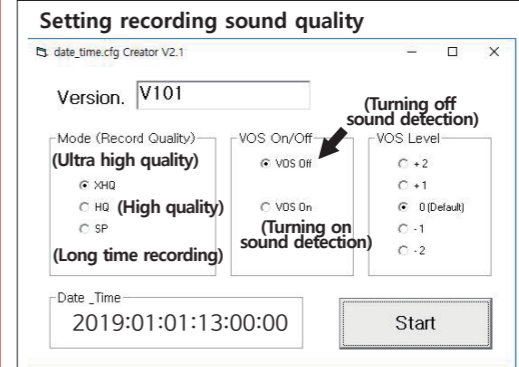 Setting recording sound quality
date_time.cfg Creator V2.1
Version. V101
(Turning off
sound detection)
Mode (Record Quality) VOS On/Off VOS Level
(Ultra high quality)
XHQ
HQ (High quality)
SP
(Long time recording)
VOS Off
VOS On
(Turning on
sound detection)
+2
+1
0 (Default)
-1
-2
Date _Time
2019:01:01:13:00:00
Start